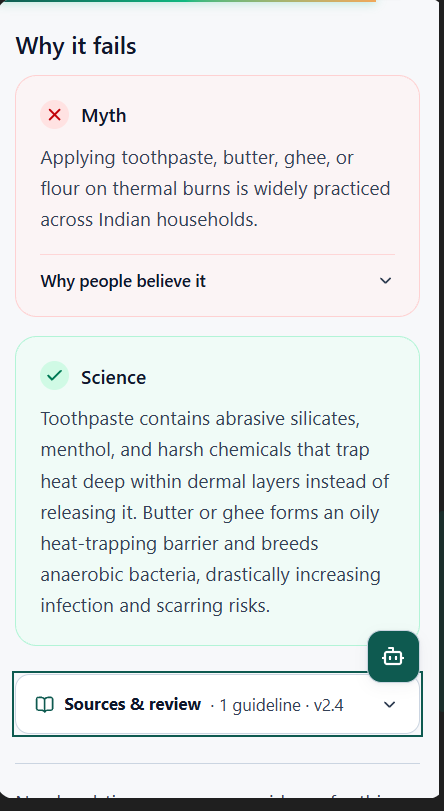 Why it fails
Myth
Applying toothpaste, butter, ghee, or
flour on thermal burns is widely practiced
across Indian households.
Why people believe it
Science
Toothpaste contains abrasive silicates,
menthol, and harsh chemicals that trap
heat deep within dermal layers instead of
releasing it. Butter or ghee forms an oily
heat-trapping barrier and breeds
anaerobic bacteria, drastically increasing
infection and scarring risks.
Sources & review · 1 guideline · v2.4